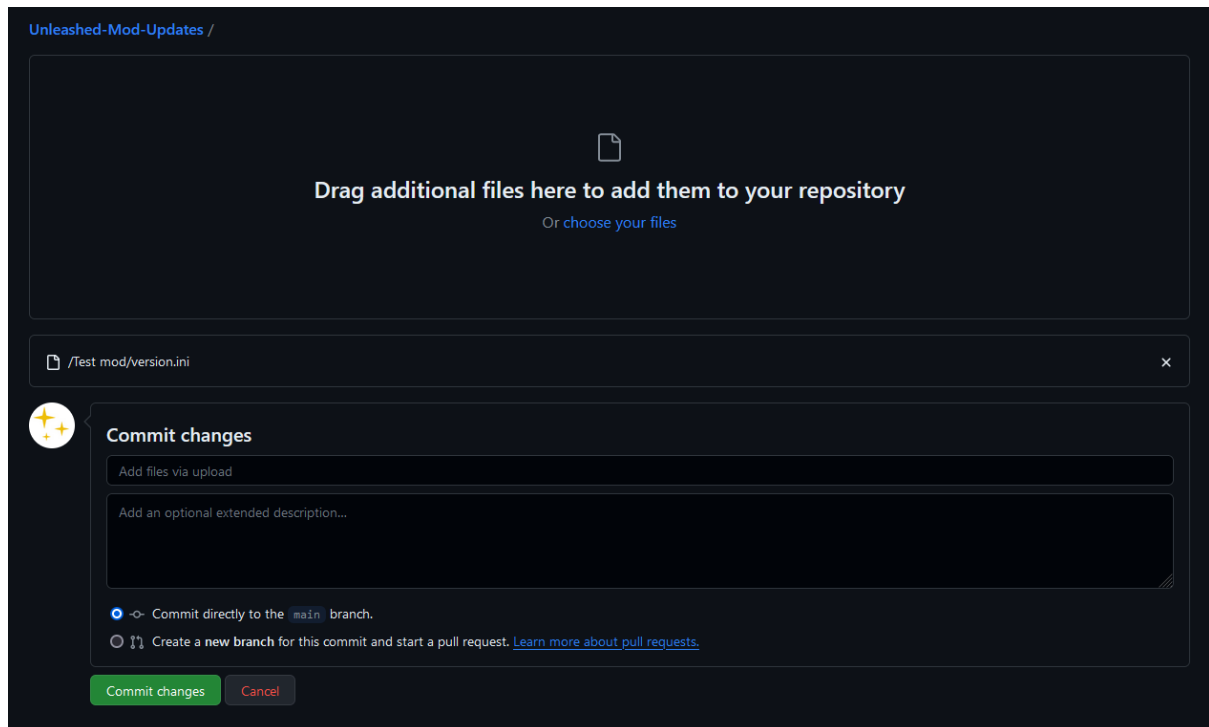 Unleashed-Mod-Updates /
Drag additional files here to add them to your repository
Or choose your files
/Test mod/version.ini
Commit changes
Add files via upload
Add an optional extended description...
Commit directly to the main branch.
Create a new branch for this commit and start a pull request. Learn more about pull requests.
Commit changes Cancel